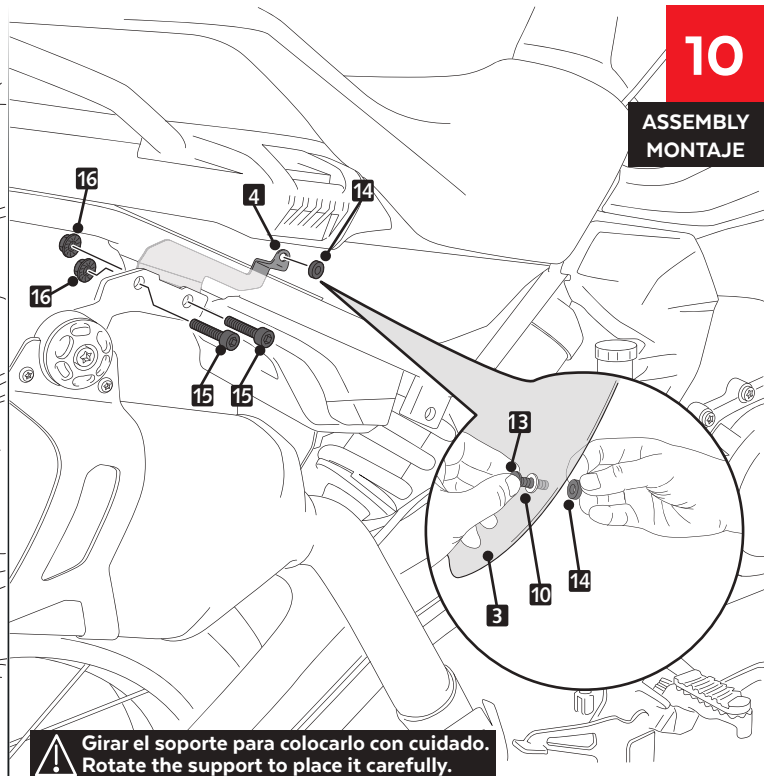 10
ASSEMBLY
MONTAJE
16
4
14
16
15
15
13
10
14
3
Girar el soporte para colocarlo con cuidado.
Rotate the support to place it carefully.